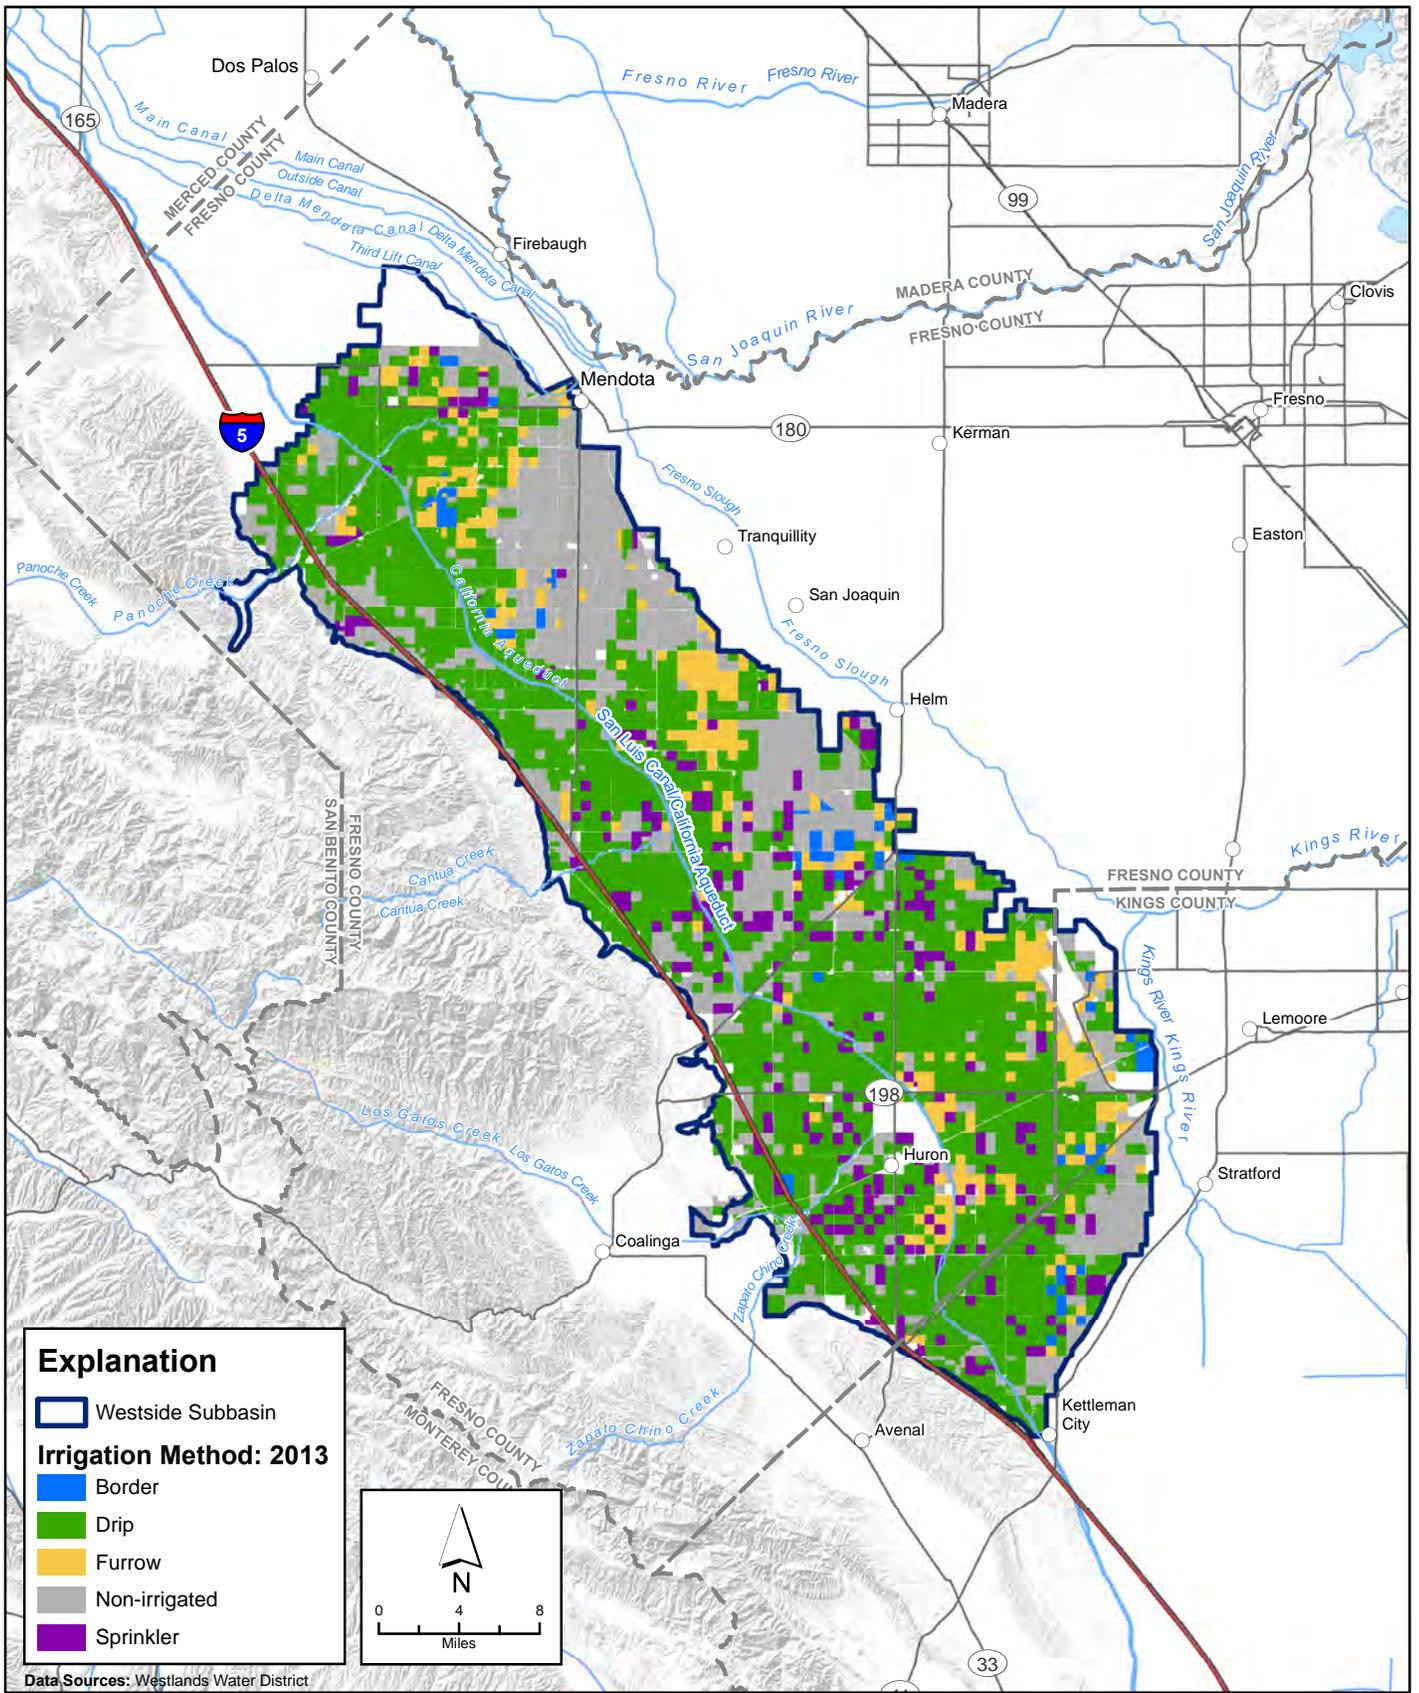 Dos Palos
Fresno River
Fresno River
Madera
165
Main Canal
MERCED COUNTY
FRESNO COUNTY
Main Canal
Outside Canal
Delta Mendota Canal
Delta Mendota Canal
Third Lift Canal
Firebaugh
99
San Joaquin River
MADERA COUNTY
FRESNO COUNTY
San Joaquin River
Clovis
Mendota
Fresno
5
180
Kerman
Fresno Slough
Tranquillity
Easton
Panoche Creek
Panoche Creek
California Aqueduct
San Joaquin
Fresno Slough
Helm
San Luis Canal/California Aqueduct
FRESNO COUNTY
SAN BENITO COUNTY
Cantua Creek
Cantua Creek
Kings River
FRESNO COUNTY
KINGS COUNTY
Kings River
Kings River
Lemoore
198
Los Gatos Creek
Los Gatos Creek
Huron
Stratford
Coalinga
Zapato Chino Creek
Zapato Chino Creek
FRESNO COUNTY
MONTEREY COU
Avenal
Kettleman
City
33
Explanation
Westside Subbasin
Irrigation Method: 2013
Border
Drip
Furrow
Non-irrigated
Sprinkler
N
0 4 8
Miles
Data Sources: Westlands Water District